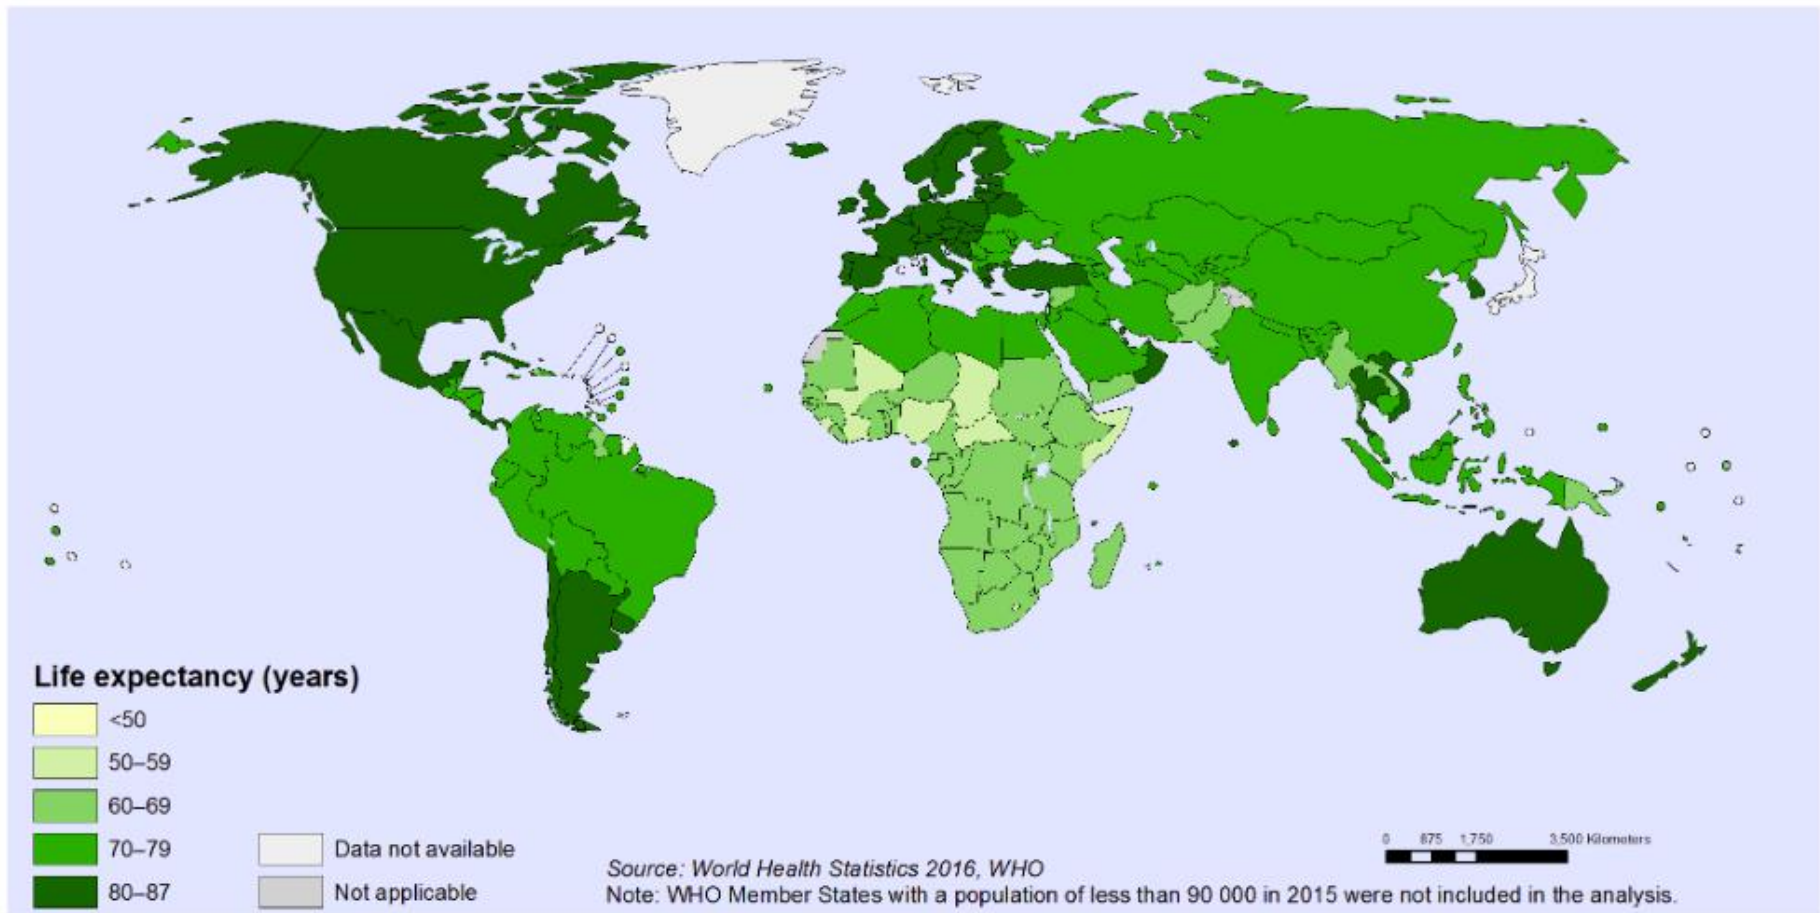 Life expectancy (years)
<50
50–59
60–69
70–79
80–87
Data not available
Not applicable
0 875 1,750 3,500 Kilometers
Source: World Health Statistics 2016, WHO
Note: WHO Member States with a population of less than 90 000 in 2015 were not included in the analysis.